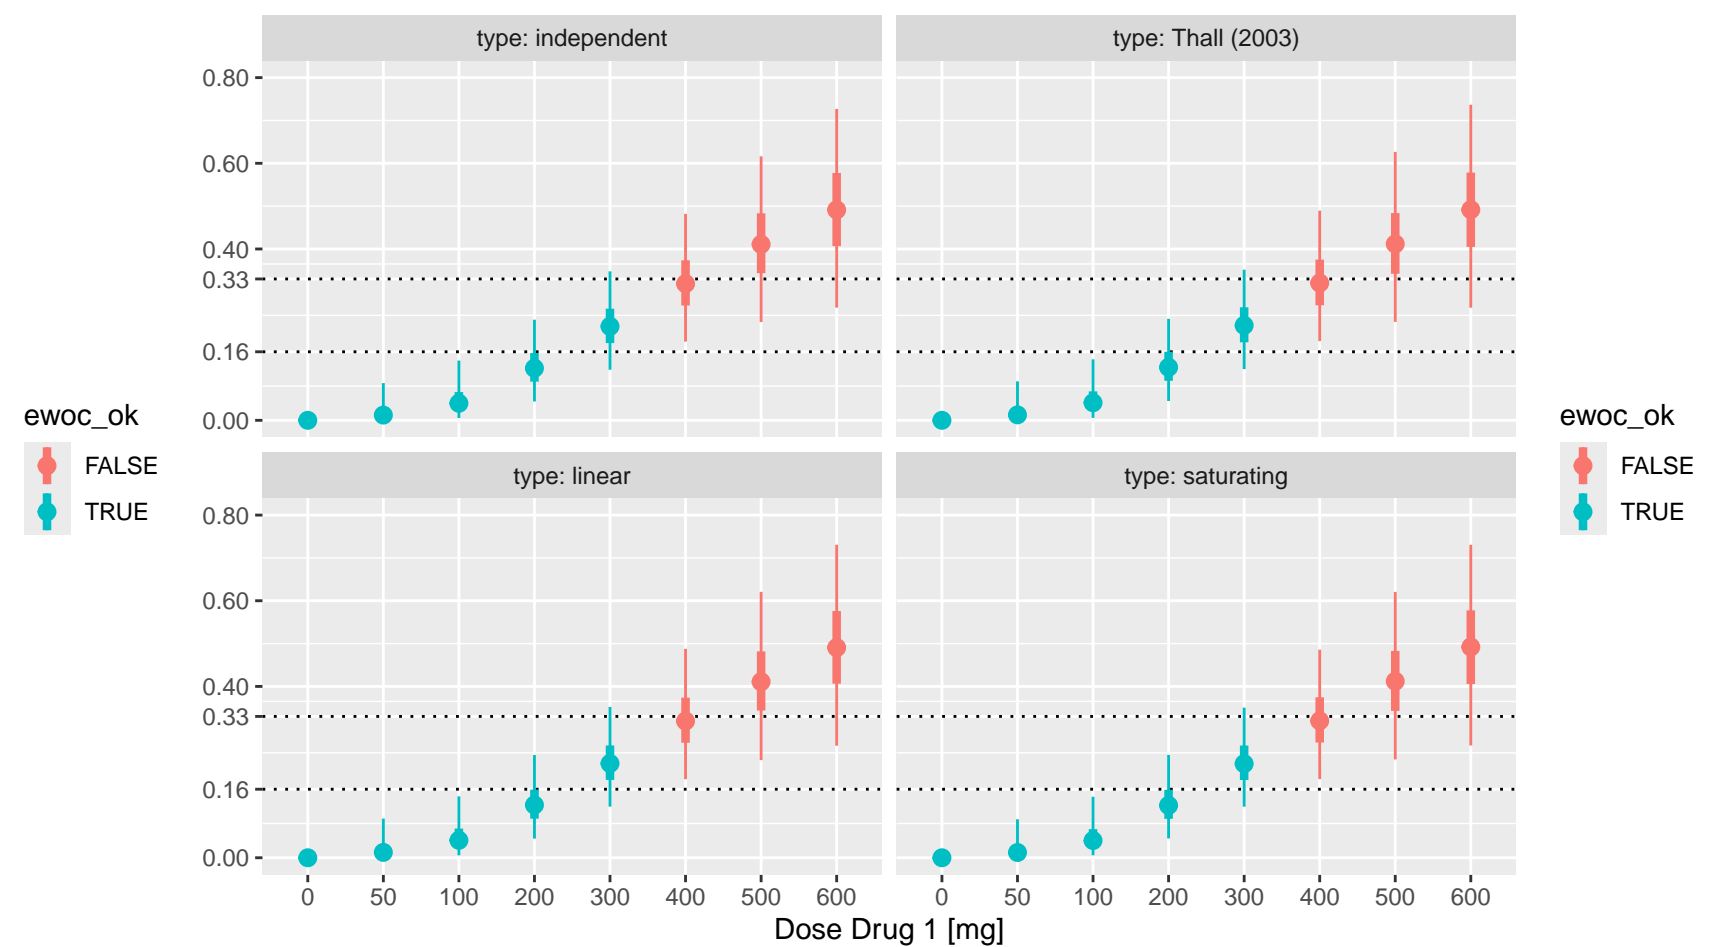 type: independent
type: Thall (2003)
0.80
0.60
0.40
0.33
0.16
0.00
type: linear
type: saturating
0.80
0.60
0.40
0.33
0.16
0.00
0 50 100 200 300 400 500 600
0 50 100 200 300 400 500 600
Dose Drug 1 [mg]
ewoc_ok
FALSE
TRUE
ewoc_ok
FALSE
TRUE